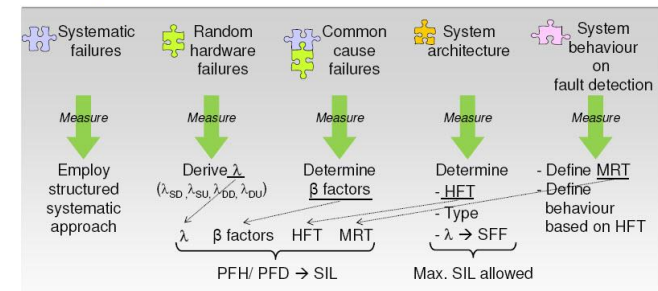 Systematic failures
Random hardware failures
Common cause failures
System architecture
System behaviour on fault detection
Measure
Measure
Measure
Measure
Measure
Employ structured systematic approach
Derive λ
(λSD, λSU, λDD, λDU)
Determine β factors
Determine
- HFT
- Type
- λ → SFF
- Define MRT
- Define behaviour based on HFT
λ β factors HFT MRT
PFH/ PFD → SIL
Max. SIL allowed